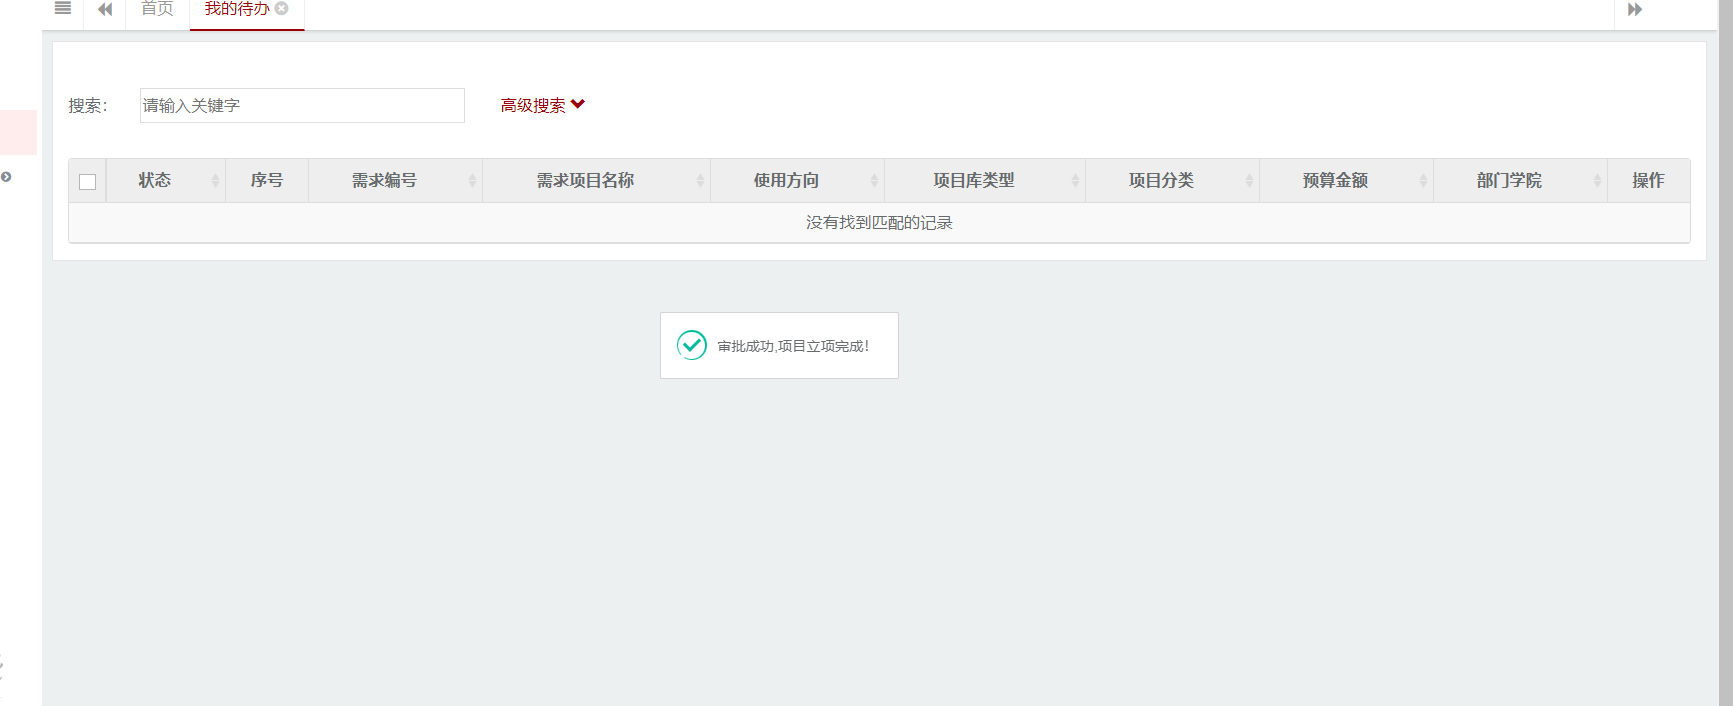 首页 我的待办
搜索： 请输入关键字 高级搜索
状态 序号 需求编号 需求项目名称 使用方向 项目库类型 项目分类 预算金额 部门学院 操作
没有找到匹配的记录
审批成功,项目立项完成!